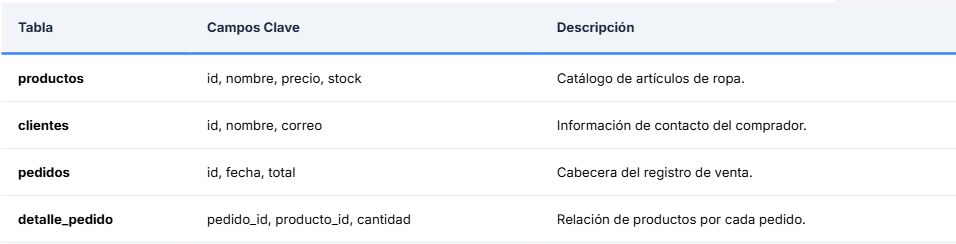 Tabla Campos Clave Descripción
productos id, nombre, precio, stock Catálogo de artículos de ropa.
clientes id, nombre, correo Información de contacto del comprador.
pedidos id, fecha, total Cabecera del registro de venta.
detalle_pedido pedido_id, producto_id, cantidad Relación de productos por cada pedido.